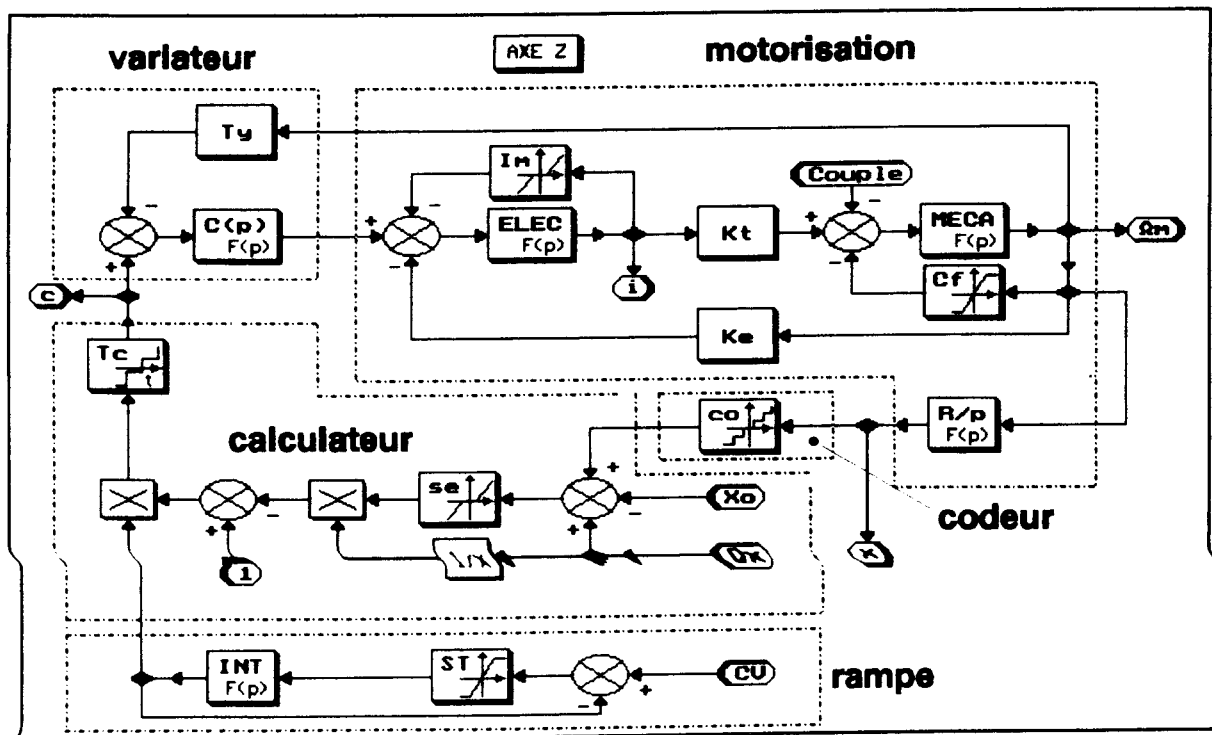 variateur
AXE Z
motorisation
Ty
Im
Couple
-
-
+
-
+
-
C(p)
F(p)
ELEC
F(p)
Kt
MECA
F(p)
Ωm
+
-
-
i
Cf
c
Ke
Tc
t
calculateur
co
R/p
F(p)
+
se
-
Xo
codeur
-
+
+
1/x
Dx
1
x
INT
F(p)
ST
CV
+
-
rampe